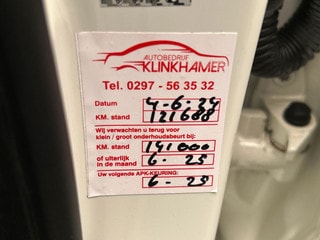 AUTOBEDRIJF
KLINKHAMER
Tel. 0297 - 56 35 32
Datum 4-6-24
KM. stand 121688
Wij verwachten u terug voor
klein / groot onderhoudsbeurt bij:
KM. stand 141000
of uiterlijk
in de maand 6-25
Uw volgende APK-KEURING:
6-25